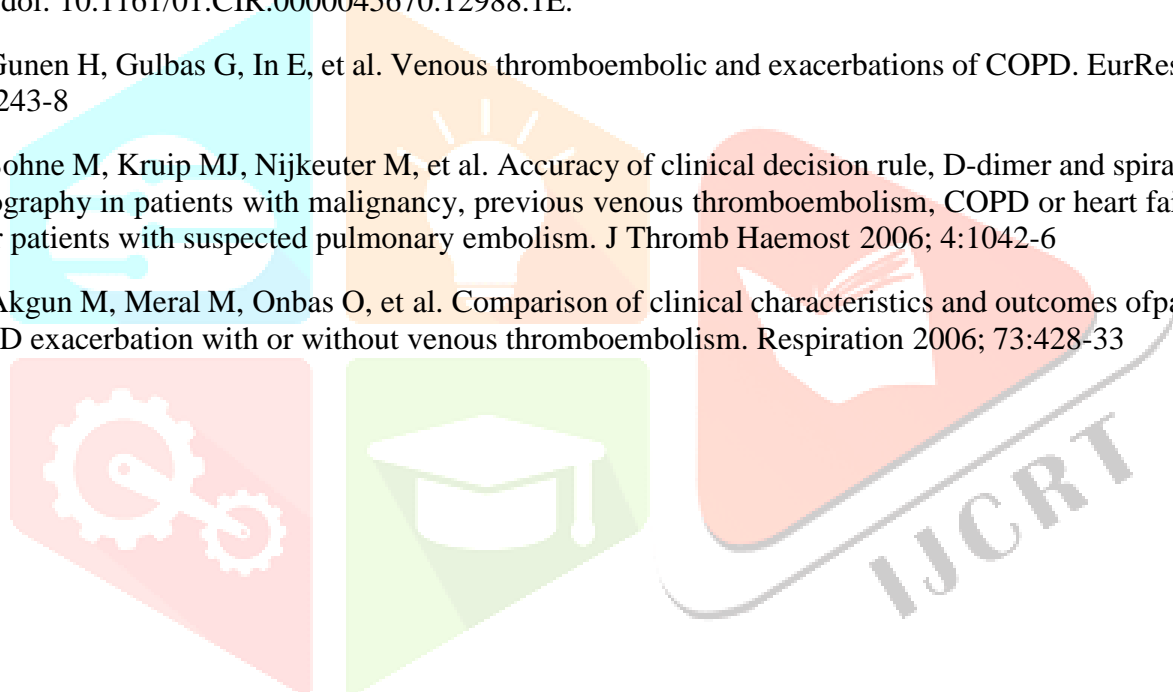 doi: 10.1161/01.CIR.0000045670.12988.1E.
Gunen H, Gulbas G, In E, et al. Venous thromboembolic and exacerbations of COPD. EurRes
243-8
Sohne M, Kruip MJ, Nijkeuter M, et al. Accuracy of clinical decision rule, D-dimer and spira
ography in patients with malignancy, previous venous thromboembolism, COPD or heart fai
r patients with suspected pulmonary embolism. J Thromb Haemost 2006; 4:1042-6
Akgun M, Meral M, Onbas O, et al. Comparison of clinical characteristics and outcomes ofpa
D exacerbation with or without venous thromboembolism. Respiration 2006; 73:428-33
IJCRT